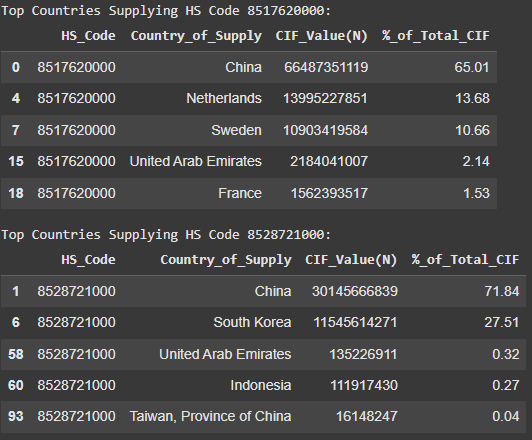 Top Countries Supplying HS Code 8517620000:
HS_Code Country_of_Supply CIF_Value(N) %_of_Total_CIF
0 8517620000 China 66487351119 65.01
4 8517620000 Netherlands 13995227851 13.68
7 8517620000 Sweden 10903419584 10.66
15 8517620000 United Arab Emirates 2184041007 2.14
18 8517620000 France 1562393517 1.53
Top Countries Supplying HS Code 8528721000:
HS_Code Country_of_Supply CIF_Value(N) %_of_Total_CIF
1 8528721000 China 30145666839 71.84
6 8528721000 South Korea 11545614271 27.51
58 8528721000 United Arab Emirates 135226911 0.32
60 8528721000 Indonesia 111917430 0.27
93 8528721000 Taiwan, Province of China 16148247 0.04